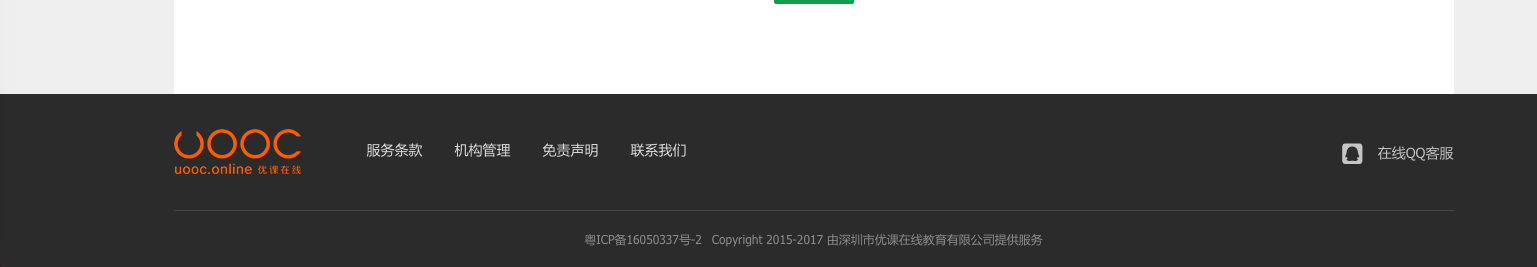 UOOC
uooc.online 优课在线
服务条款 机构管理 免责声明 联系我们
在线QQ客服
粤ICP备16050337号-2 Copyright 2015-2017 由深圳市优课在线教育有限公司提供服务